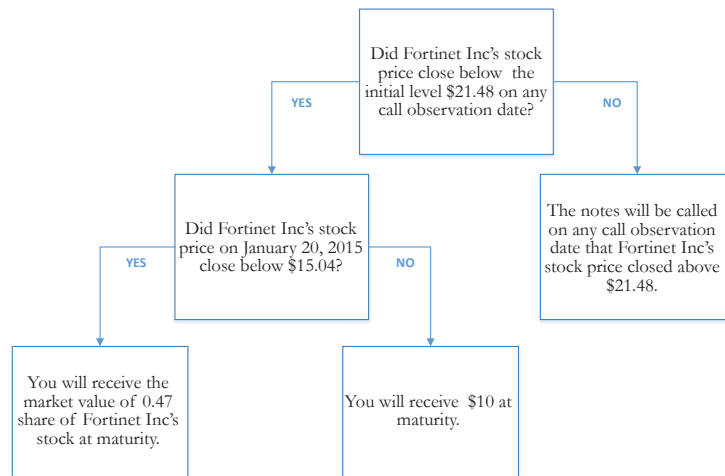 Did Fortinet Inc's stock
price close below the
initial level $21.48 on any
call observation date?
YES
NO
Did Fortinet Inc's stock
price on January 20, 2015
close below $15.04?
The notes will be called
on any call observation
date that Fortinet Inc's
stock price closed above
$21.48.
YES
NO
You will receive the
market value of 0.47
share of Fortinet Inc's
stock at maturity.
You will receive $10 at
maturity.